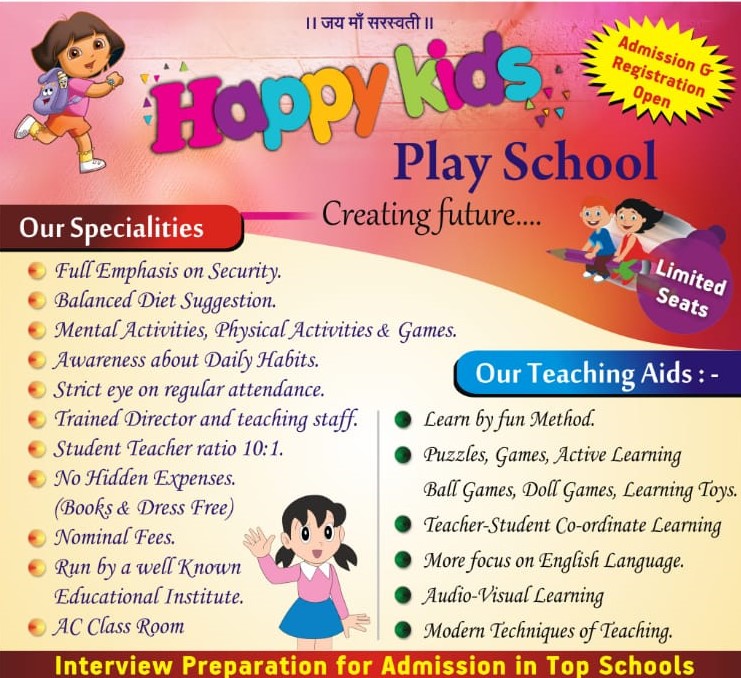 ।। जय माँ सरस्वती ।।
Admission &
Registration
Open
Happy kids
Play School
Creating future....
Our Specialities
Limited
Seats
Full Emphasis on Security.
Balanced Diet Suggestion.
Mental Activities, Physical Activities & Games.
Awareness about Daily Habits.
Strict eye on regular attendance.
Trained Director and teaching staff.
Student Teacher ratio 10:1.
No Hidden Expenses.
(Books & Dress Free)
Nominal Fees.
Run by a well Known
Educational Institute.
AC Class Room
Our Teaching Aids : -
Learn by fun Method.
Puzzles, Games, Active Learning
Ball Games, Doll Games, Learning Toys.
Teacher-Student Co-ordinate Learning
More focus on English Language.
Audio-Visual Learning
Modern Techniques of Teaching.
Interview Preparation for Admission in Top Schools